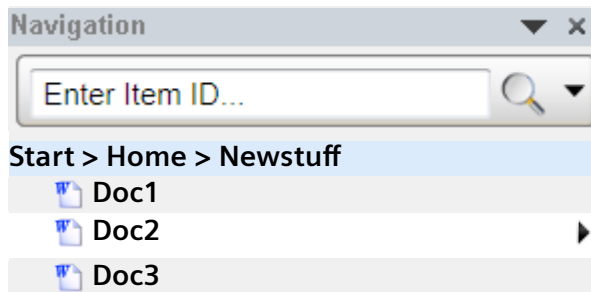 Navigation
Enter Item ID...
Start > Home > Newstuff
Doc1
Doc2
Doc3